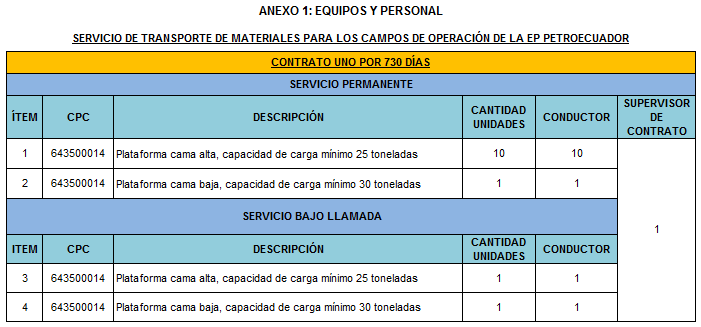 ANEXO 1: EQUIPOS Y PERSONAL
SERVICIO DE TRANSPORTE DE MATERIALES PARA LOS CAMPOS DE OPERACIÓN DE LA EP PETROECUADOR
CONTRATO UNO POR 730 DÍAS
SERVICIO PERMANENTE
ÍTEM CPC DESCRIPCIÓN CANTIDAD UNIDADES CONDUCTOR SUPERVISOR DE CONTRATO
1 643500014 Plataforma cama alta, capacidad de carga mínimo 25 toneladas 10 10
2 643500014 Plataforma cama baja, capacidad de carga mínimo 30 toneladas 1 1
SERVICIO BAJO LLAMADA
1
ITEM CPC DESCRIPCIÓN CANTIDAD UNIDADES CONDUCTOR
3 643500014 Plataforma cama alta, capacidad de carga mínimo 25 toneladas 1 1
4 643500014 Plataforma cama baja, capacidad de carga mínimo 30 toneladas 1 1